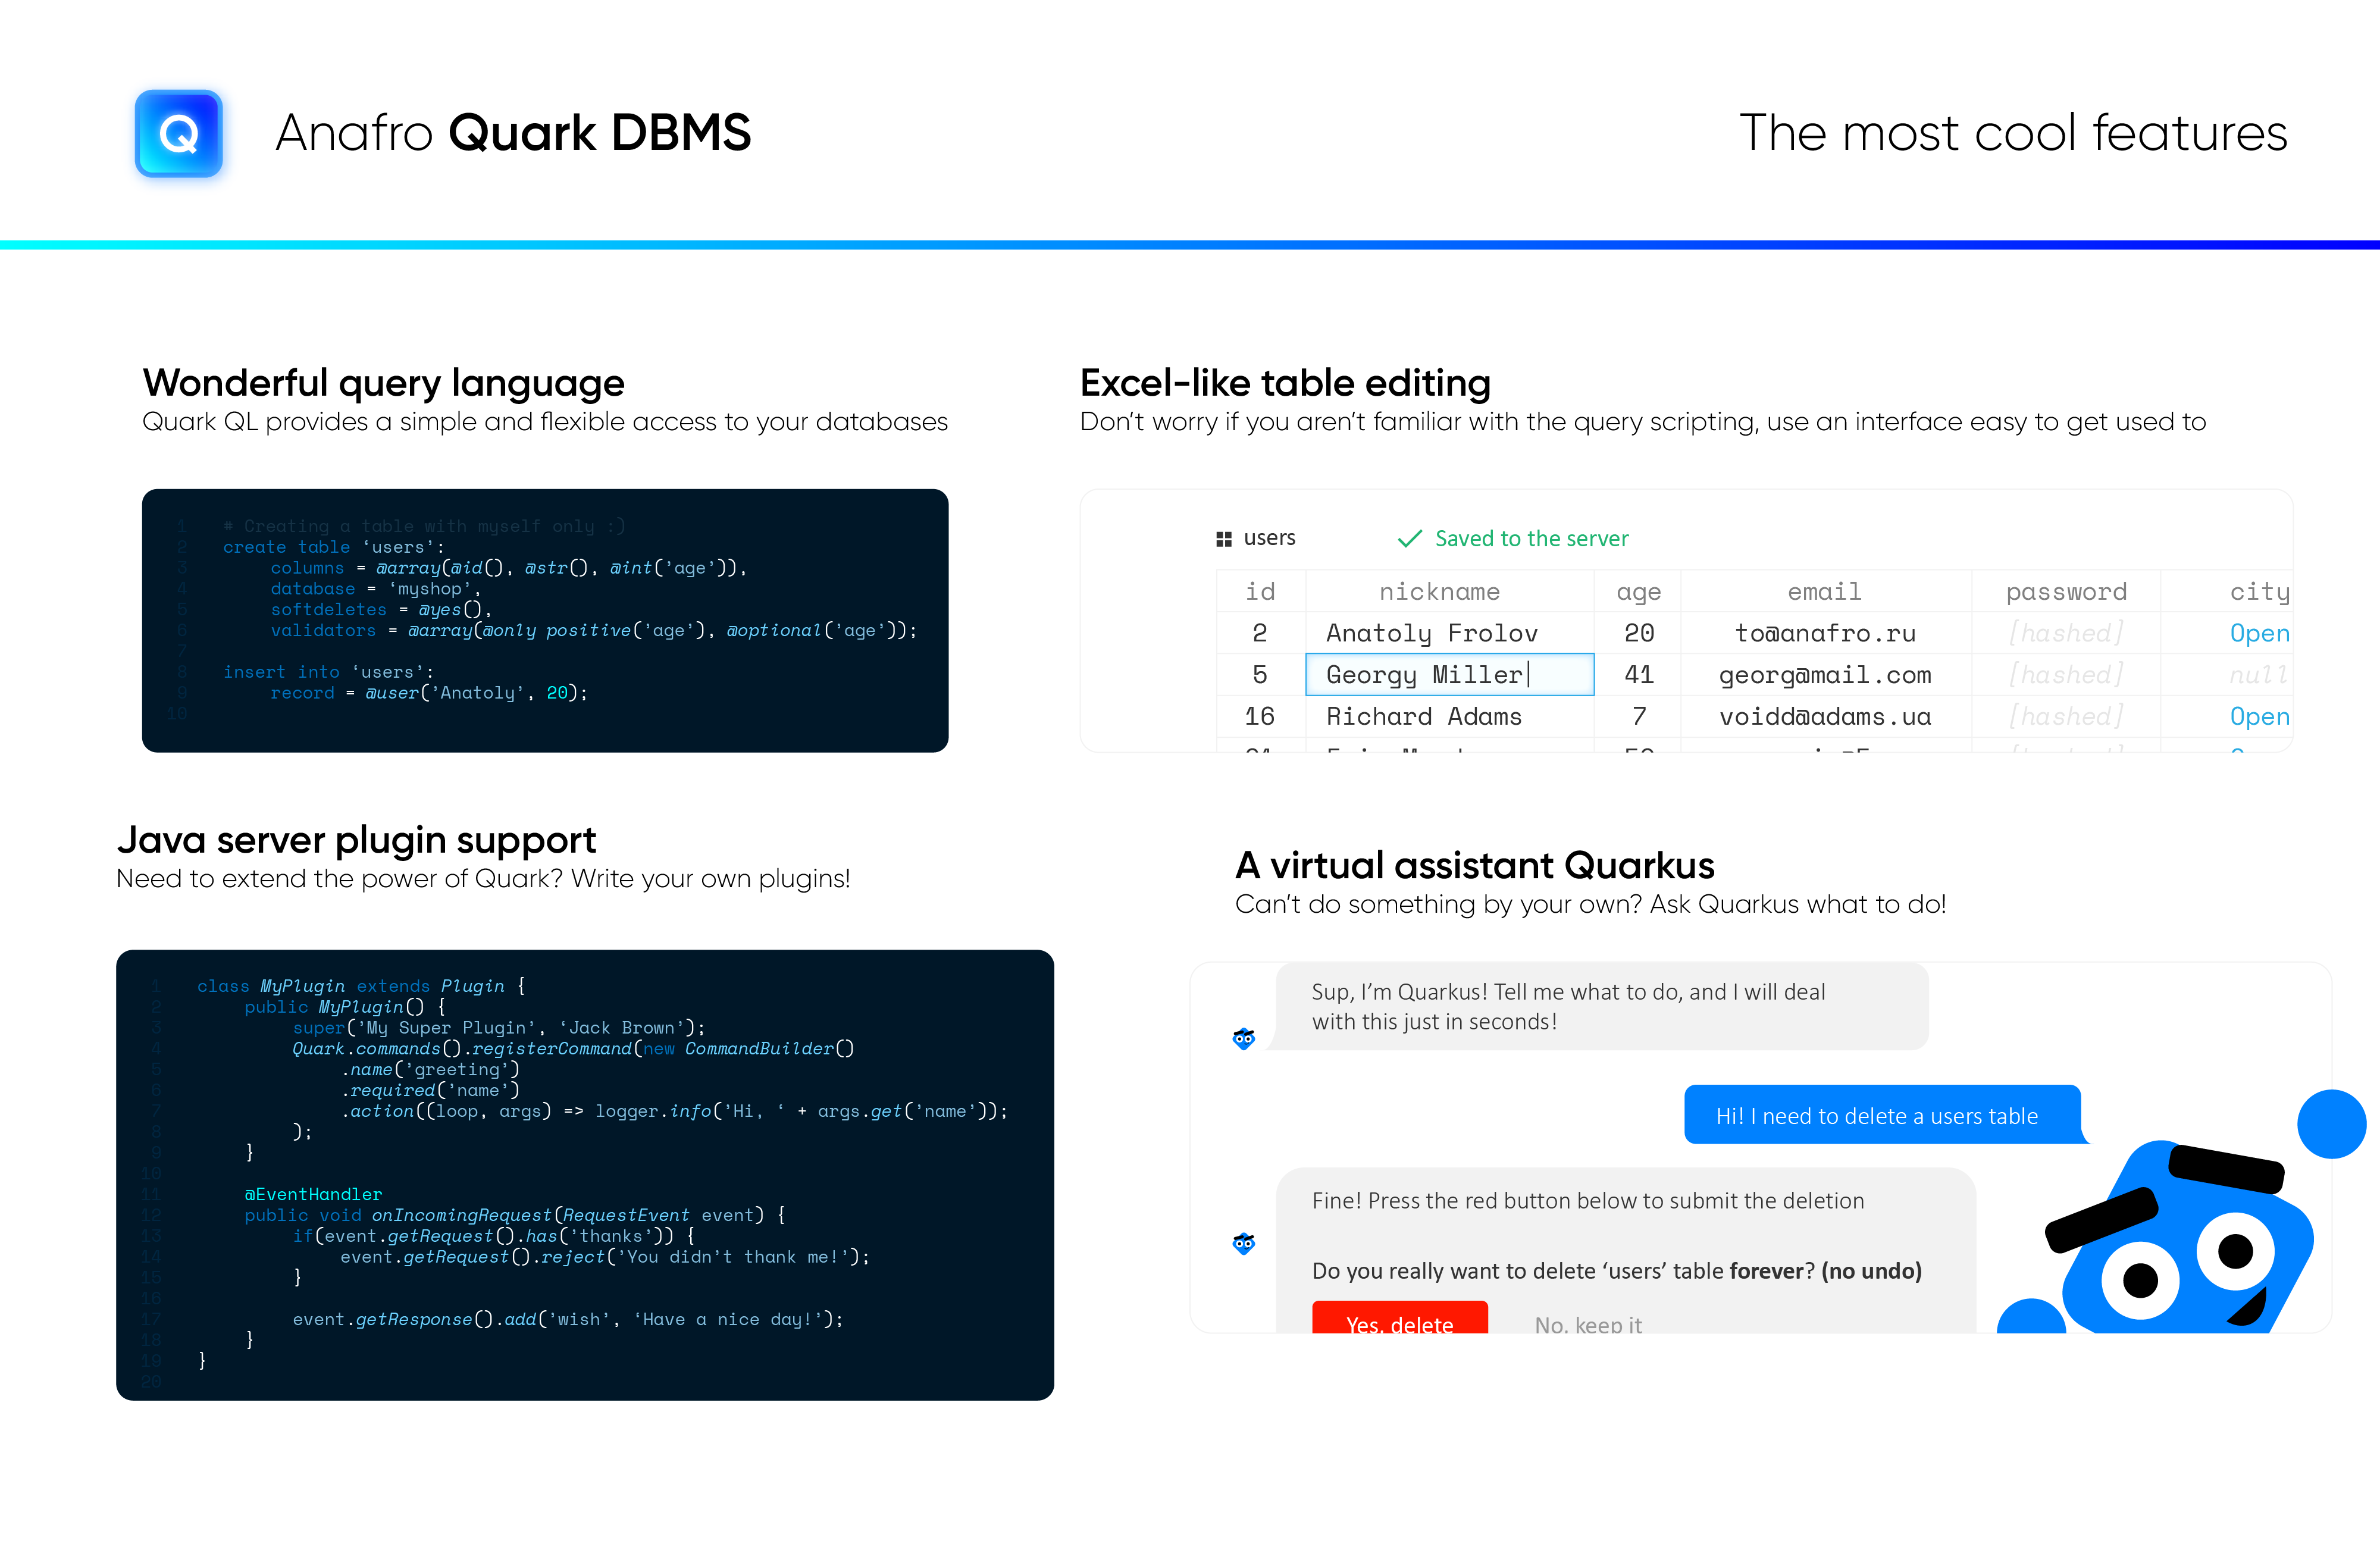 Q
Anafro Quark DBMS
The most cool features
Wonderful query language
Quark QL provides a simple and flexible access to your databases
1 # Creating a table with myself only :)
2 create table ‘users’:
3 columns = @array(@id(), @str(), @int(’age’)),
4 database = ‘myshop’,
5 softdeletes = @yes(),
6 validators = @array(@only positive(’age’), @optional(’age’));
7
8 insert into ‘users’:
9 record = @user(’Anatoly’, 20);
10
Excel-like table editing
Don’t worry if you aren’t familiar with the query scripting, use an interface easy to get used to
users Saved to the server
id nickname age email password city
2 Anatoly Frolov 20 to@anafro.ru [hashed] Open
5 Georgy Miller 41 georg@mail.com [hashed] null
16 Richard Adams 7 voidd@adams.ua [hashed] Open
Java server plugin support
Need to extend the power of Quark? Write your own plugins!
1 class MyPlugin extends Plugin {
2 public MyPlugin() {
3 super(’My Super Plugin’, ‘Jack Brown’);
4 Quark.commands().registerCommand(new CommandBuilder()
5 .name(’greeting’)
6 .required(’name’)
7 .action((loop, args) => logger.info(’Hi, ‘ + args.get(’name’));
8 );
9 }
10
11 @EventHandler
12 public void onIncomingRequest(RequestEvent event) {
13 if(event.getRequest().has(’thanks’)) {
14 event.getRequest().reject(’You didn’t thank me!’);
15 }
16
17 event.getResponse().add(’wish’, ‘Have a nice day!’);
18 }
19 }
20
A virtual assistant Quarkus
Can’t do something by your own? Ask Quarkus what to do!
Sup, I’m Quarkus! Tell me what to do, and I will deal
with this just in seconds!
Hi! I need to delete a users table
Fine! Press the red button below to submit the deletion
Do you really want to delete ‘users’ table forever? (no undo)
Yes, delete No, keep it